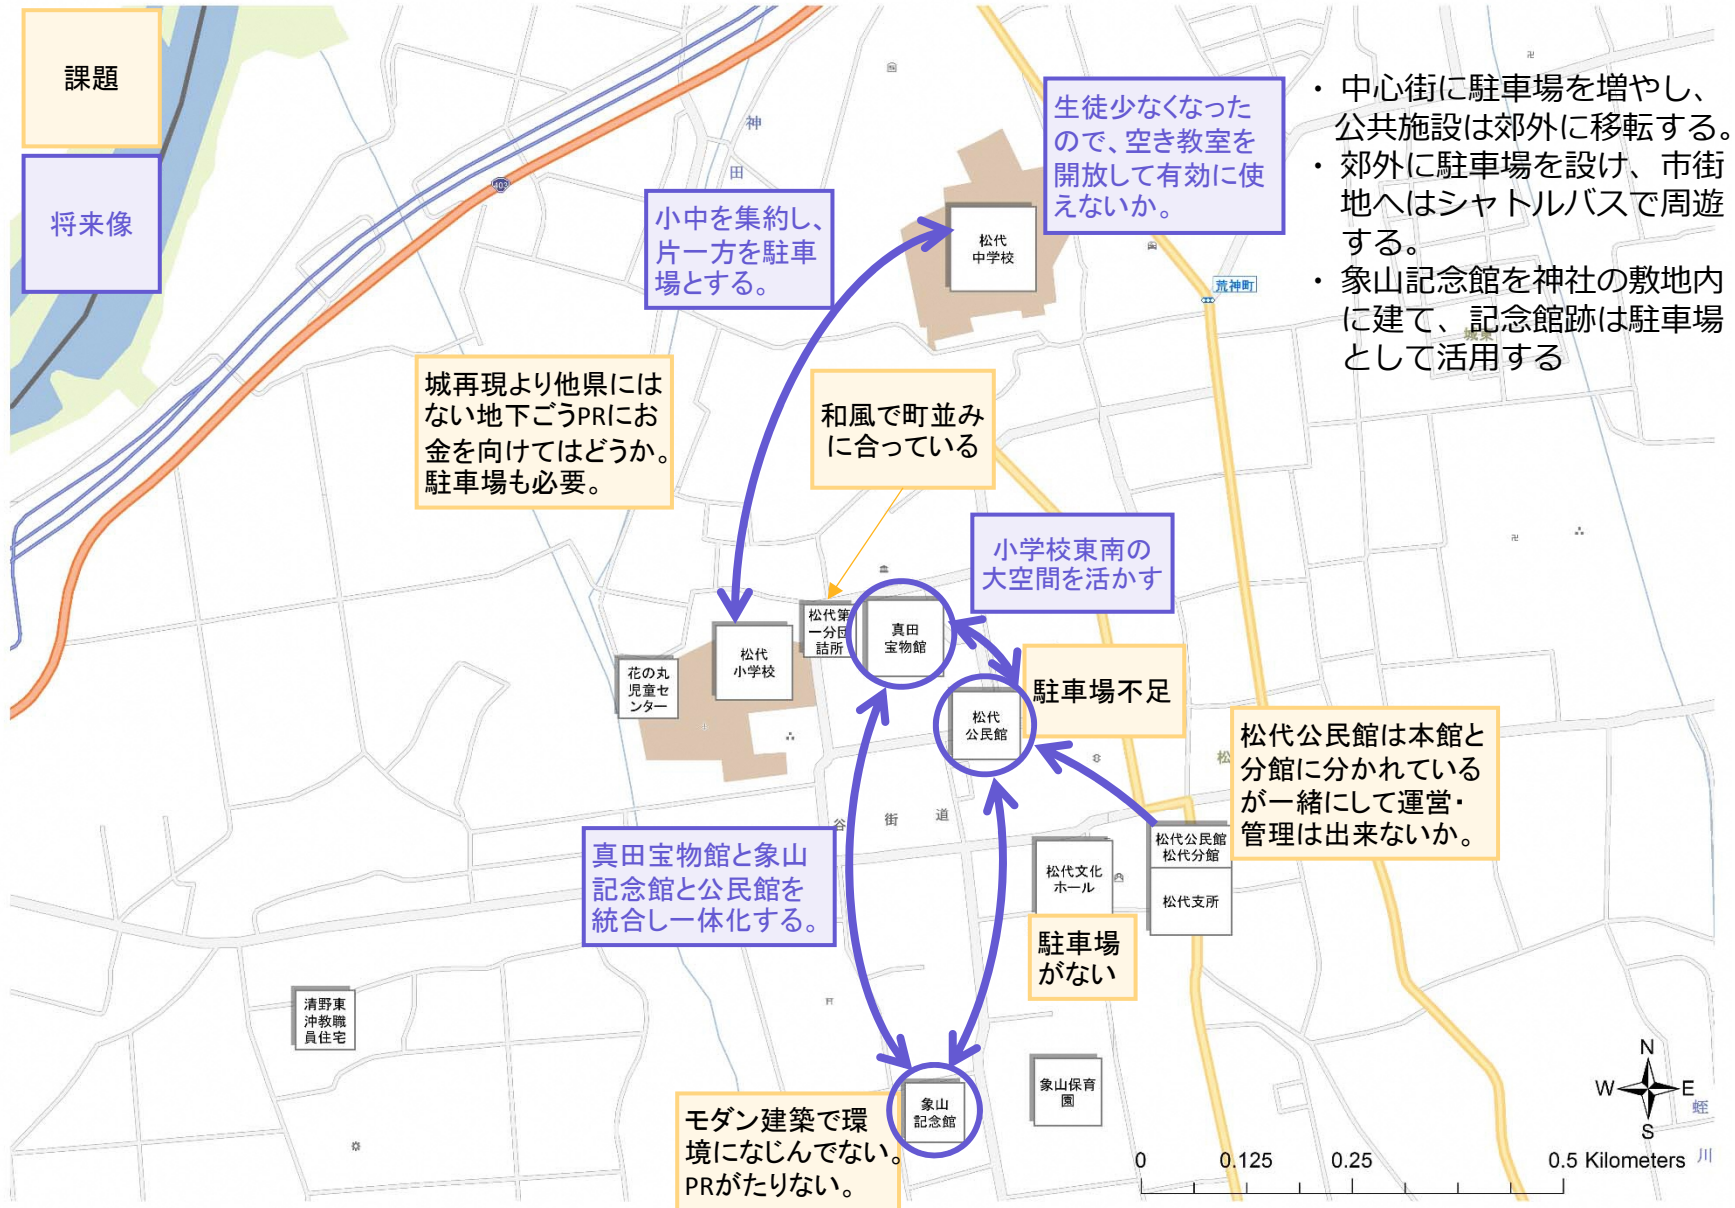 課題
将来像
生徒少なくなった
ので、空き教室を
開放して有効に使
えないか。
・ 中心街に駐車場を増やし、
公共施設は郊外に移転する。
・ 郊外に駐車場を設け、市街
地へはシャトルバスで周遊
する。
・ 象山記念館を神社の敷地内
に建て、記念館跡は駐車場
として活用する
神
田
403
小中を集約し、
片一方を駐車
場とする。
松代
中学校
荒神町
城東
城再現より他県には
ない地下ごうPRにお
金を向けてはどうか。
駐車場も必要。
和風で町並み
に合っている
小学校東南の
大空間を活かす
松代第
一分団
詰所
真田
宝物館
松代
小学校
花の丸
児童セ
ンター
駐車場不足
松代
公民館
松
松代公民館は本館と
分館に分かれている
が一緒にして運営・
管理は出来ないか。
谷 街 道
真田宝物館と象山
記念館と公民館を
統合し一体化する。
松代公民館
松代分館
松代文化
ホール
松代支所
駐車場
がない
清野東
沖教職
員住宅
象山保育
園
象山
記念館
モダン建築で環
境になじんでない。
PRがたりない。
N
W E
S
蛭
川
0 0.125 0.25 0.5 Kilometers